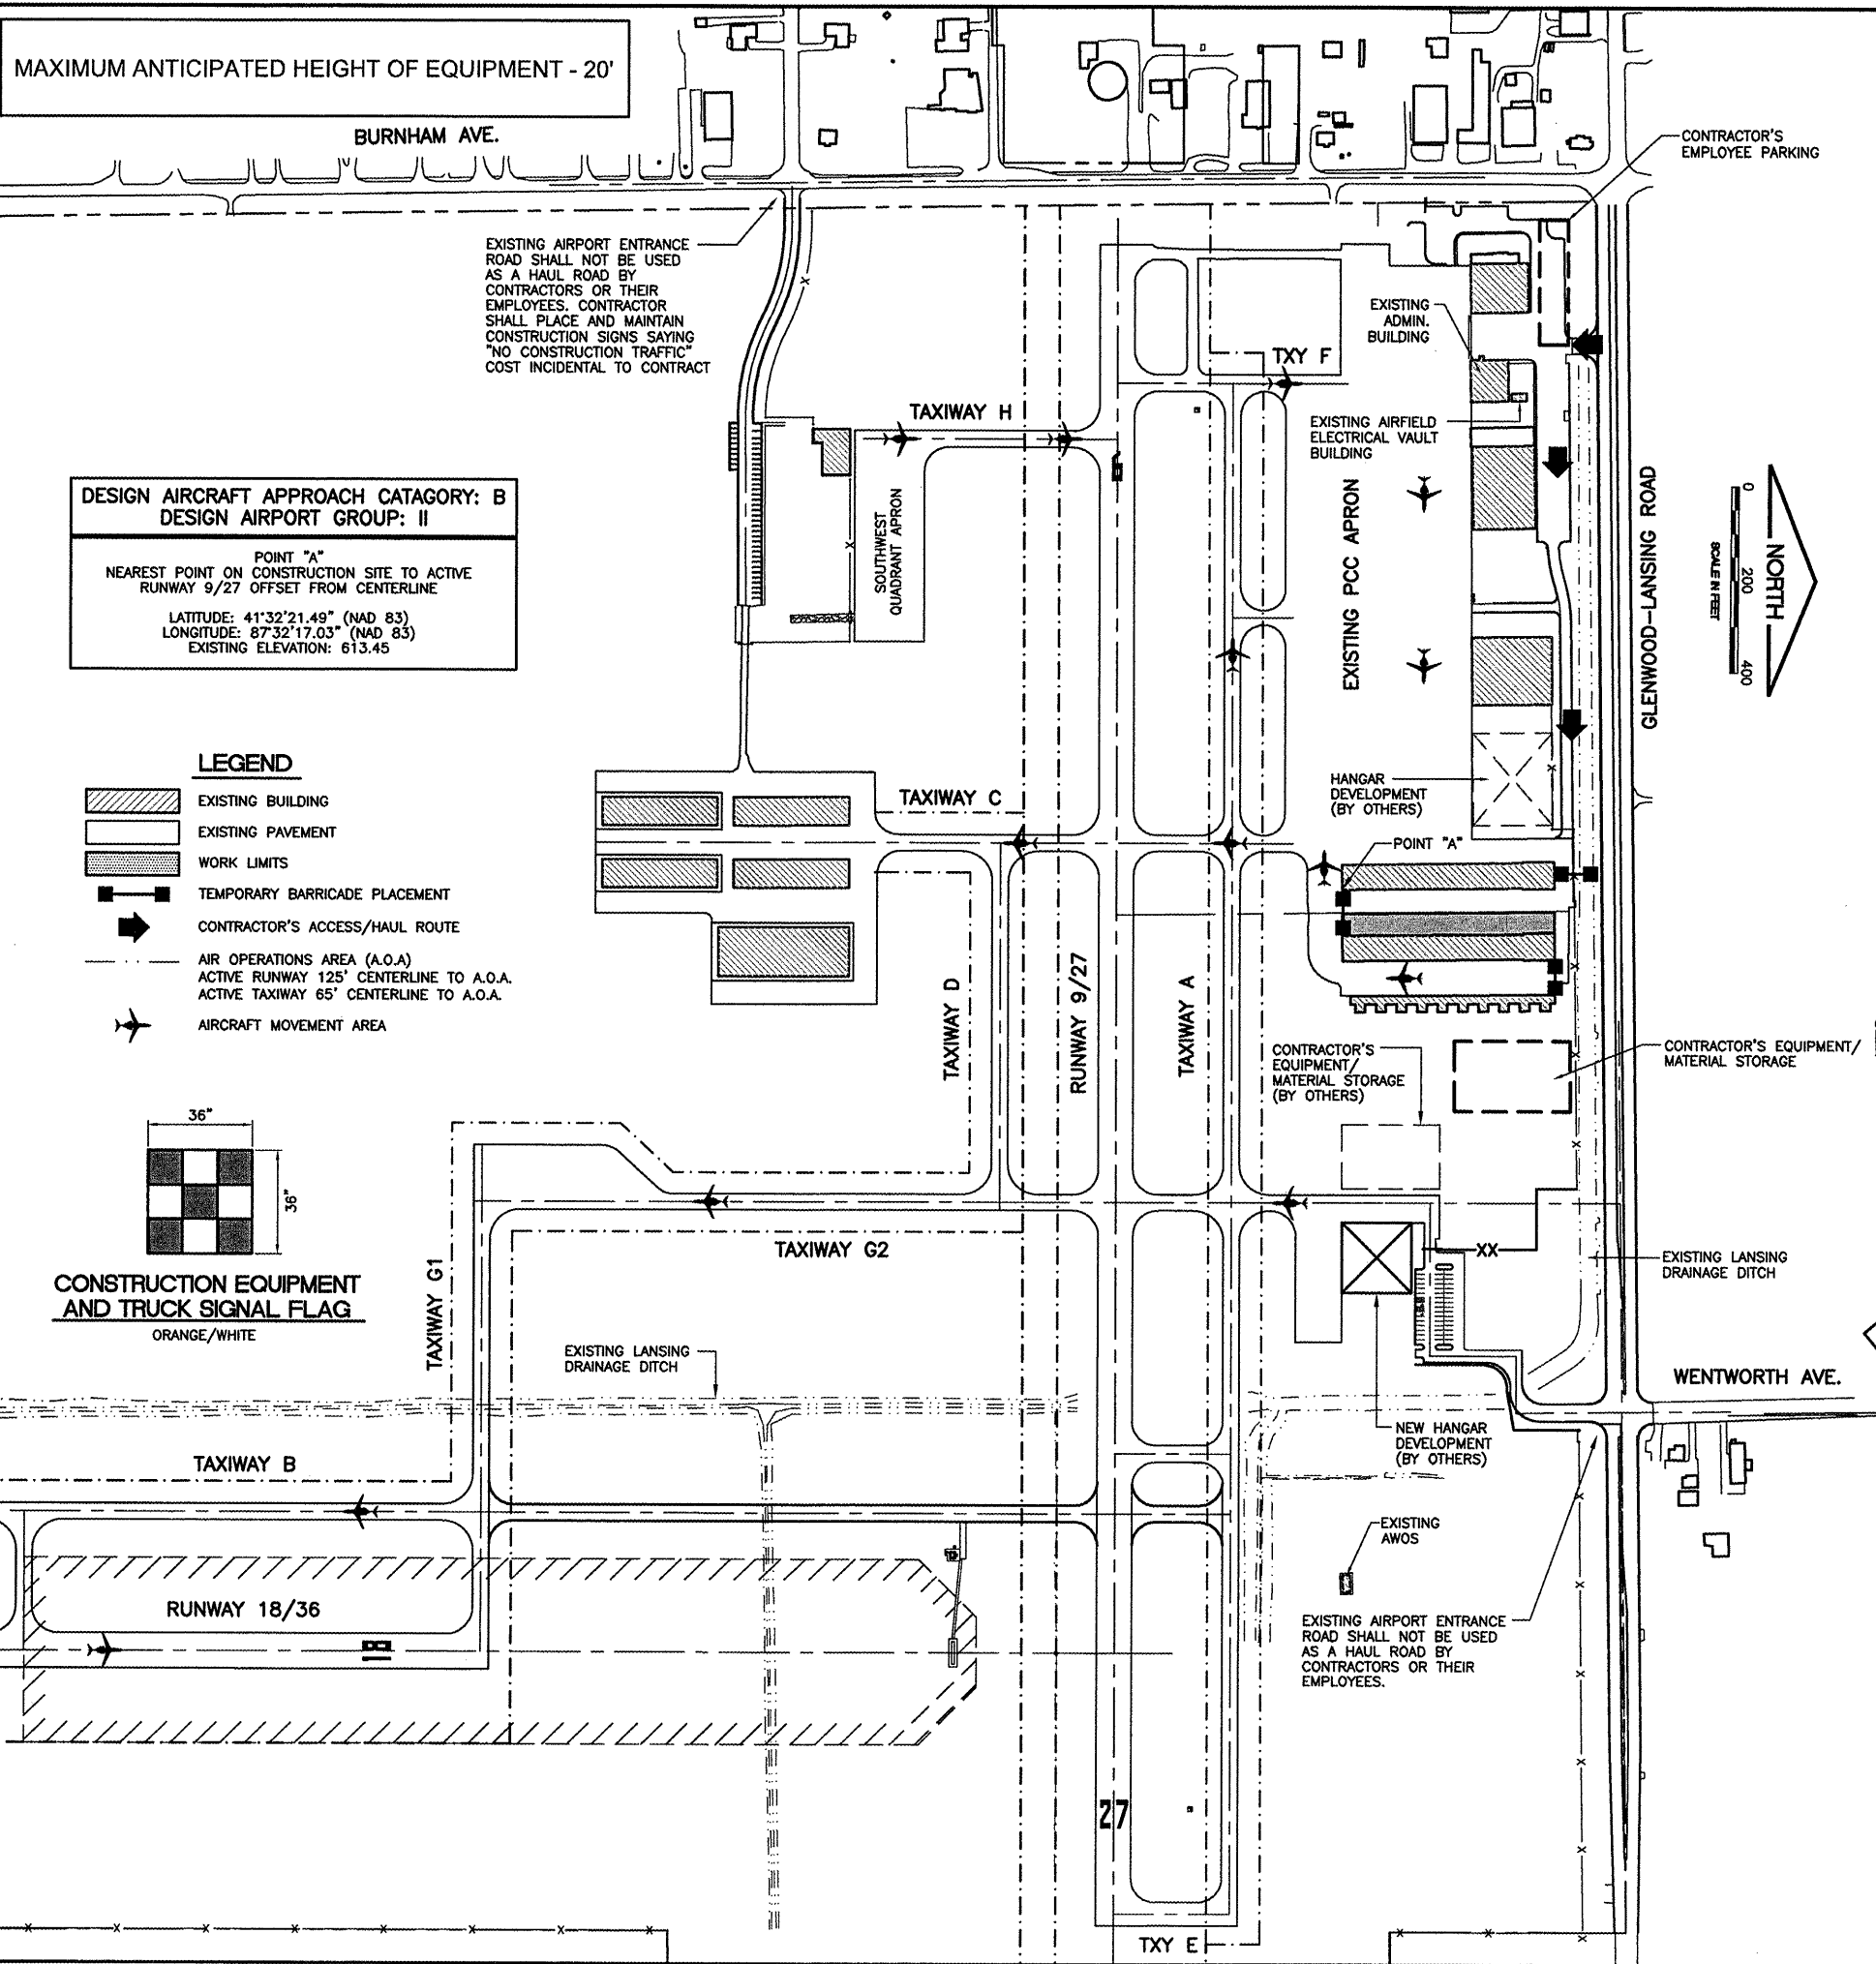 MAXIMUM ANTICIPATED HEIGHT OF EQUIPMENT - 20'
BURNHAM AVE.
CONTRACTOR'S
EMPLOYEE PARKING
EXISTING AIRPORT ENTRANCE
ROAD SHALL NOT BE USED
AS A HAUL ROAD BY
CONTRACTORS OR THEIR
EMPLOYEES. CONTRACTOR
SHALL PLACE AND MAINTAIN
CONSTRUCTION SIGNS SAYING
"NO CONSTRUCTION TRAFFIC"
COST INCIDENTAL TO CONTRACT
EXISTING
ADMIN.
BUILDING
TXY F
TAXIWAY H
EXISTING AIRFIELD
ELECTRICAL VAULT
BUILDING
DESIGN AIRCRAFT APPROACH CATAGORY: B
DESIGN AIRPORT GROUP: II
POINT "A"
NEAREST POINT ON CONSTRUCTION SITE TO ACTIVE
RUNWAY 9/27 OFFSET FROM CENTERLINE
LATITUDE: 41°32'21.49" (NAD 83)
LONGITUDE: 87°32'17.03" (NAD 83)
EXISTING ELEVATION: 613.45
SOUTHWEST
QUADRANT APRON
EXISTING PCC APRON
GLENWOOD-LANSING ROAD
0 200 400
SCALE IN FEET
NORTH
LEGEND
EXISTING BUILDING
EXISTING PAVEMENT
WORK LIMITS
TEMPORARY BARRICADE PLACEMENT
CONTRACTOR'S ACCESS/HAUL ROUTE
AIR OPERATIONS AREA (A.O.A)
ACTIVE RUNWAY 125' CENTERLINE TO A.O.A.
ACTIVE TAXIWAY 65' CENTERLINE TO A.O.A.
AIRCRAFT MOVEMENT AREA
TAXIWAY C
HANGAR
DEVELOPMENT
(BY OTHERS)
POINT "A"
TAXIWAY D
RUNWAY 9/27
TAXIWAY A
CONTRACTOR'S
EQUIPMENT/
MATERIAL STORAGE
(BY OTHERS)
CONTRACTOR'S EQUIPMENT/
MATERIAL STORAGE
36"
36"
CONSTRUCTION EQUIPMENT
AND TRUCK SIGNAL FLAG
ORANGE/WHITE
TAXIWAY G1
TAXIWAY G2
XX
EXISTING LANSING
DRAINAGE DITCH
EXISTING LANSING
DRAINAGE DITCH
WENTWORTH AVE.
NEW HANGAR
DEVELOPMENT
(BY OTHERS)
TAXIWAY B
EXISTING
AWOS
RUNWAY 18/36
EXISTING AIRPORT ENTRANCE
ROAD SHALL NOT BE USED
AS A HAUL ROAD BY
CONTRACTORS OR THEIR
EMPLOYEES.
27
TXY E